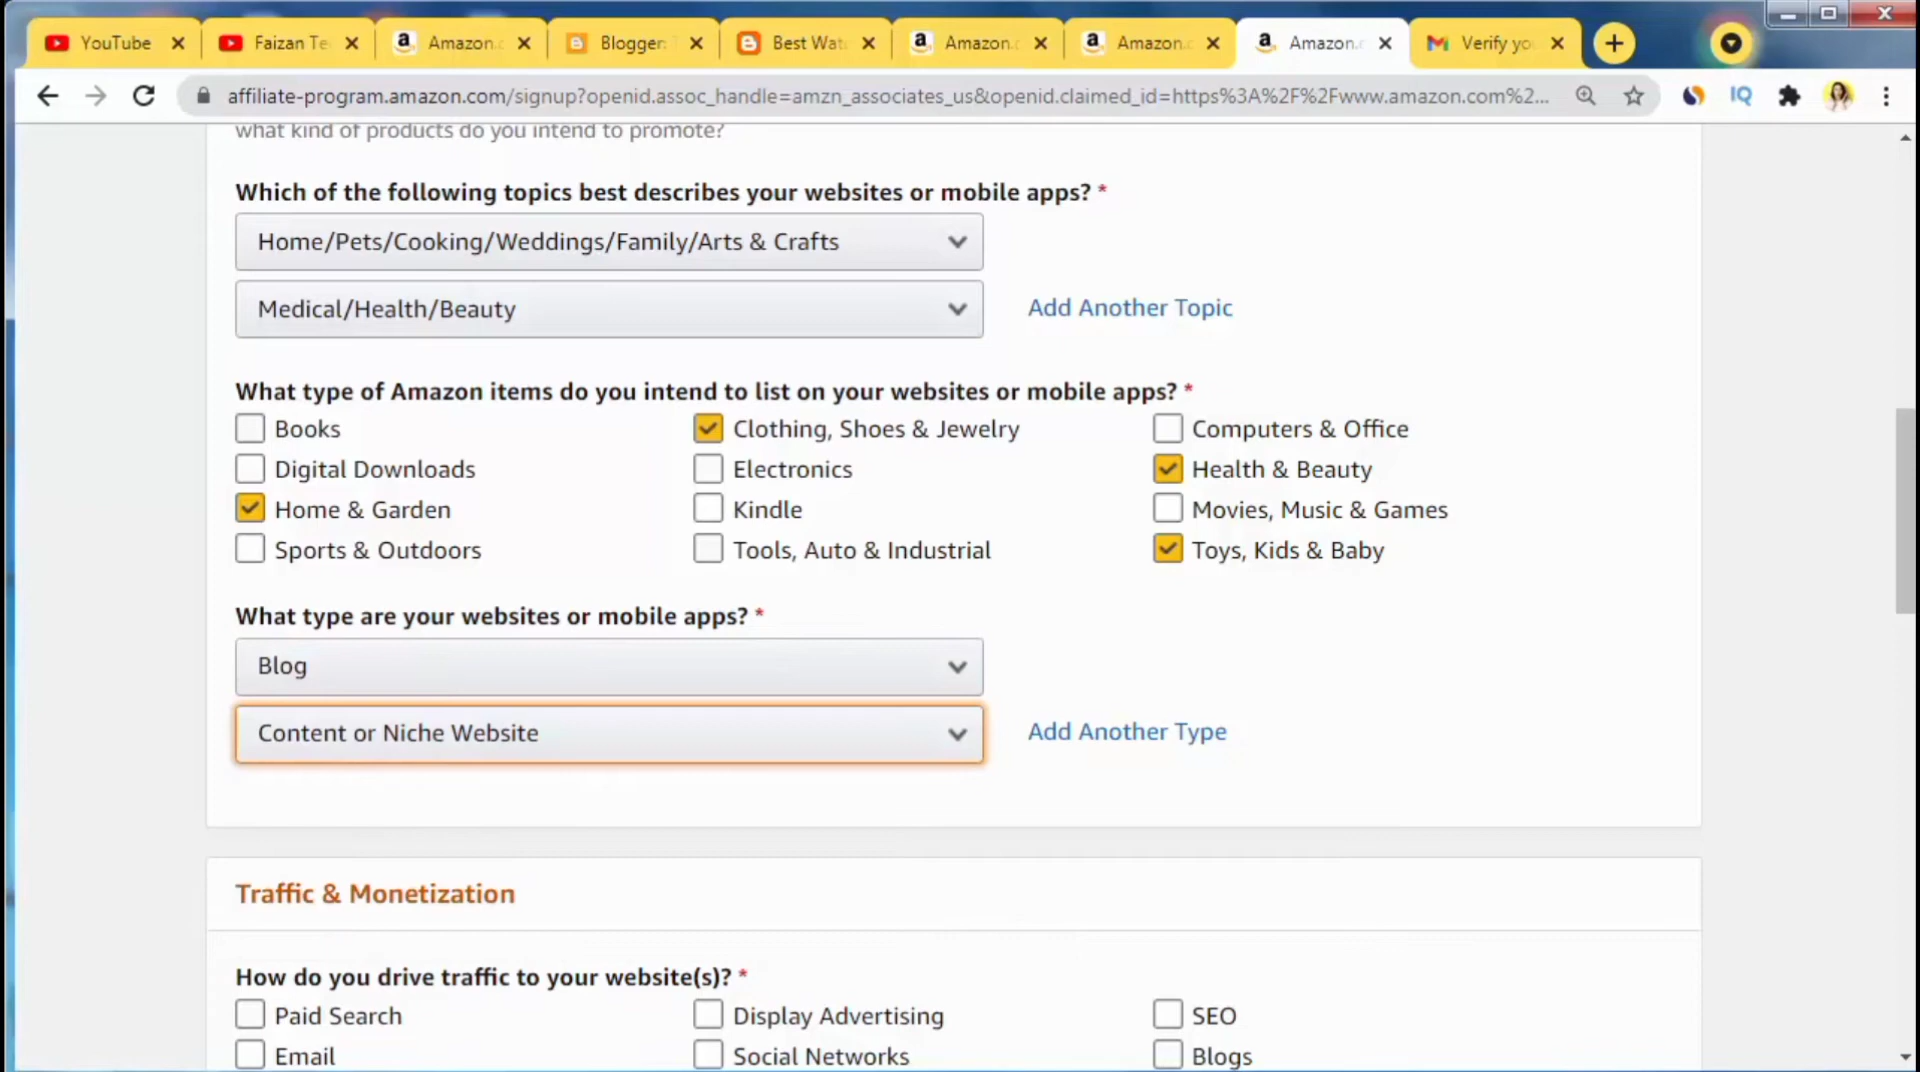 YouTube
Faizan Te
Amazon.c
Blogger: T
Best Wat
Amazon.c
Amazon.c
Amazon.c
Verify yo
affiliate-program.amazon.com/signup?openid.assoc_handle=amzn_associates_us&openid.claimed_id=https%3A%2F%2Fwww.amazon.com%2...
IQ
what kind of products do you intend to promote?
Which of the following topics best describes your websites or mobile apps? *
Home/Pets/Cooking/Weddings/Family/Arts & Crafts
Medical/Health/Beauty
Add Another Topic
What type of Amazon items do you intend to list on your websites or mobile apps? *
Books
Clothing, Shoes & Jewelry
Computers & Office
Digital Downloads
Electronics
Health & Beauty
Home & Garden
Kindle
Movies, Music & Games
Sports & Outdoors
Tools, Auto & Industrial
Toys, Kids & Baby
What type are your websites or mobile apps? *
Blog
Content or Niche Website
Add Another Type
Traffic & Monetization
How do you drive traffic to your website(s)? *
Paid Search
Display Advertising
SEO
Email
Social Networks
Blogs